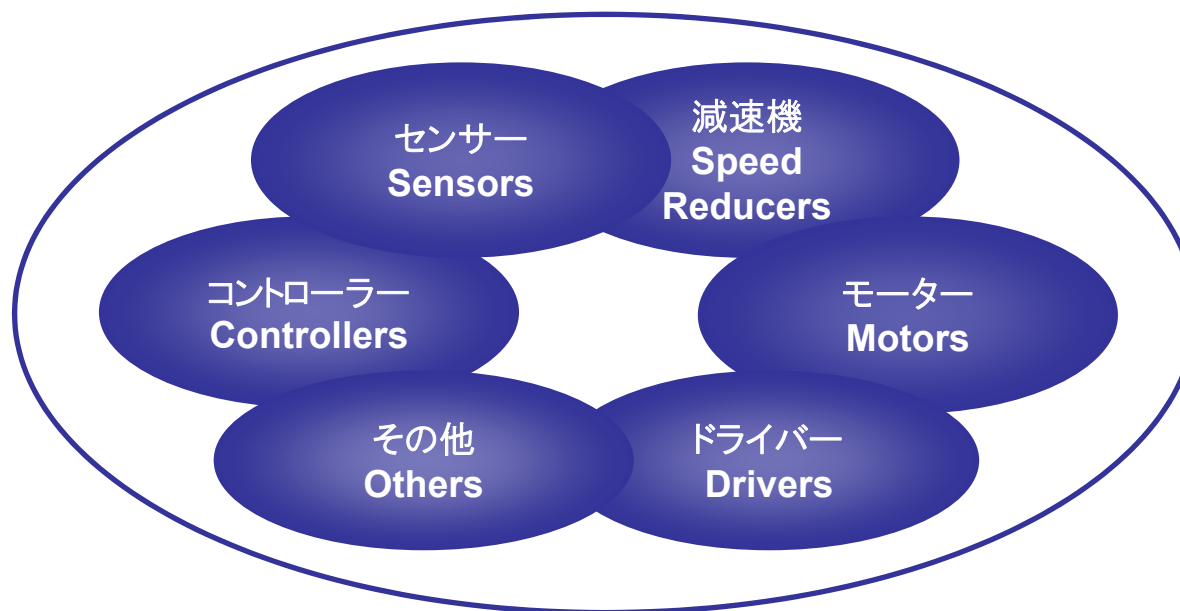 センサー
Sensors
減速機
Speed
Reducers
コントローラー
Controllers
モーター
Motors
その他
Others
ドライバー
Drivers